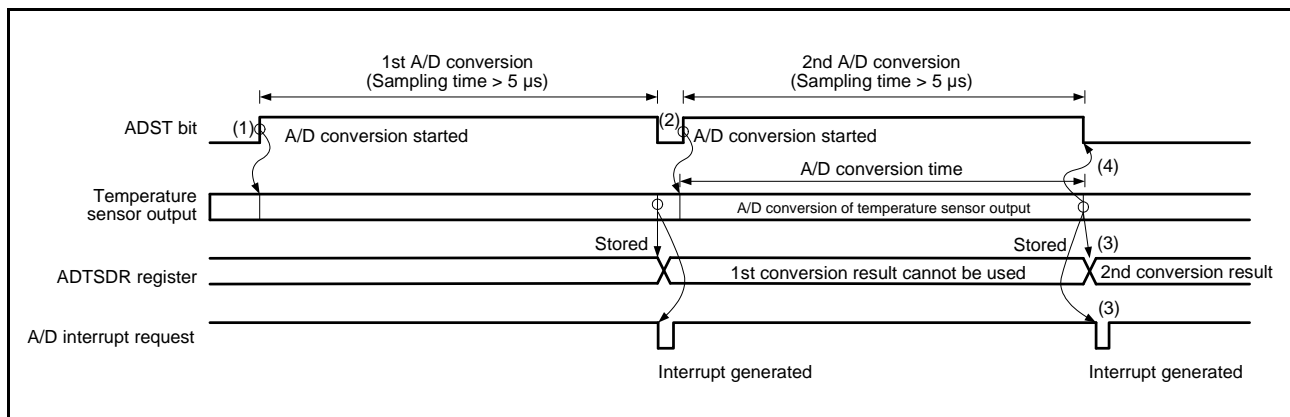 1st A/D conversion
(Sampling time > 5 µs)
2nd A/D conversion
(Sampling time > 5 µs)
ADST bit
(1)
A/D conversion started
(2)
A/D conversion started
A/D conversion time
(4)
Temperature
sensor output
A/D conversion of temperature sensor output
Stored
Stored
(3)
ADTSDR register
1st conversion result cannot be used
2nd conversion result
A/D interrupt request
(3)
Interrupt generated
Interrupt generated